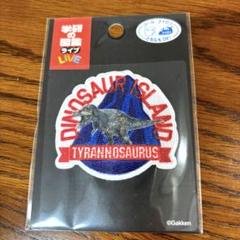 学研の図鑑
ライブ
LIVE
DINOSAUR ISLAND
TYRANNOSAURUS
©Gakken